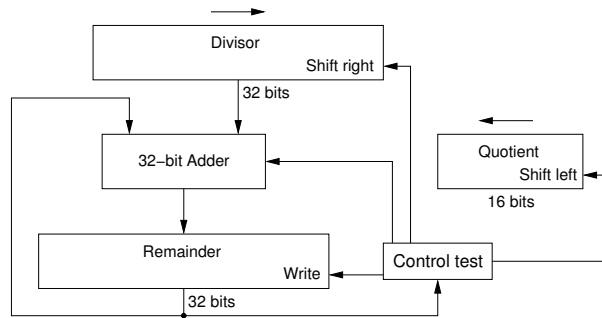 Divisor
Shift right
32 bits
32−bit Adder
Quotient
Shift left
16 bits
Remainder
Write
Control test
32 bits